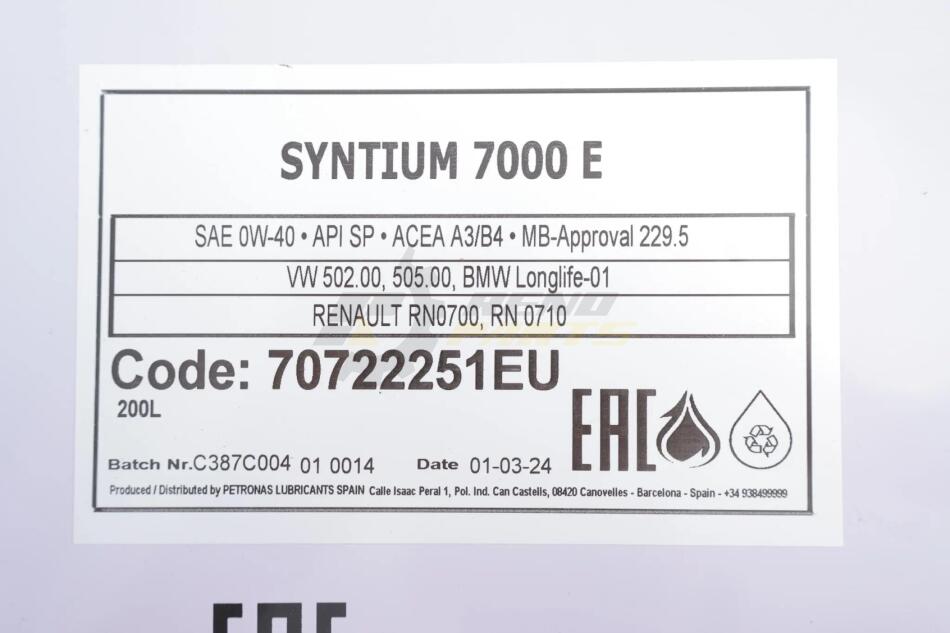 SYNTIUM 7000 E
SAE 0W-40 • API SP • ACEA A3/B4 • MB-Approval 229.5
VW 502.00, 505.00, BMW Longlife-01
RENAULT RN0700, RN 0710
RENO
PARTS
Code: 70722251EU
200L
EAC
Batch Nr.C387C004 01 0014 Date 01-03-24
Produced / Distributed by PETRONAS LUBRICANTS SPAIN Calle Isaac Peral 1, Pol. Ind. Can Castells, 08420 Canovelles - Barcelona - Spain - +34 938499999
EAC